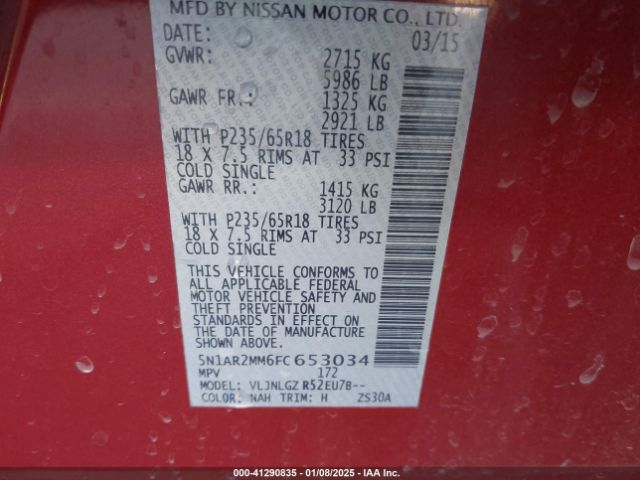 MFD BY NISSAN MOTOR CO., LTD.
DATE: 03/15
GVWR: 2715 KG
5986 LB
GAWR FR.: 1325 KG
2921 LB
WITH P235/65R18 TIRES
18 X 7.5 RIMS AT 33 PSI
COLD SINGLE
GAWR RR.: 1415 KG
3120 LB
WITH P235/65R18 TIRES
18 X 7.5 RIMS AT 33 PSI
COLD SINGLE
THIS VEHICLE CONFORMS TO
ALL APPLICABLE FEDERAL
MOTOR VEHICLE SAFETY AND
THEFT PREVENTION
STANDARDS IN EFFECT ON
THE DATE OF MANUFACTURE
SHOWN ABOVE.
5N1AR2MM6FC653034
MPV 172
MODEL: VLJNLGZ R52EU7B--
COLOR: NAH TRIM: H ZS30A
000-41290835 - 01/08/2025 - IAA Inc.